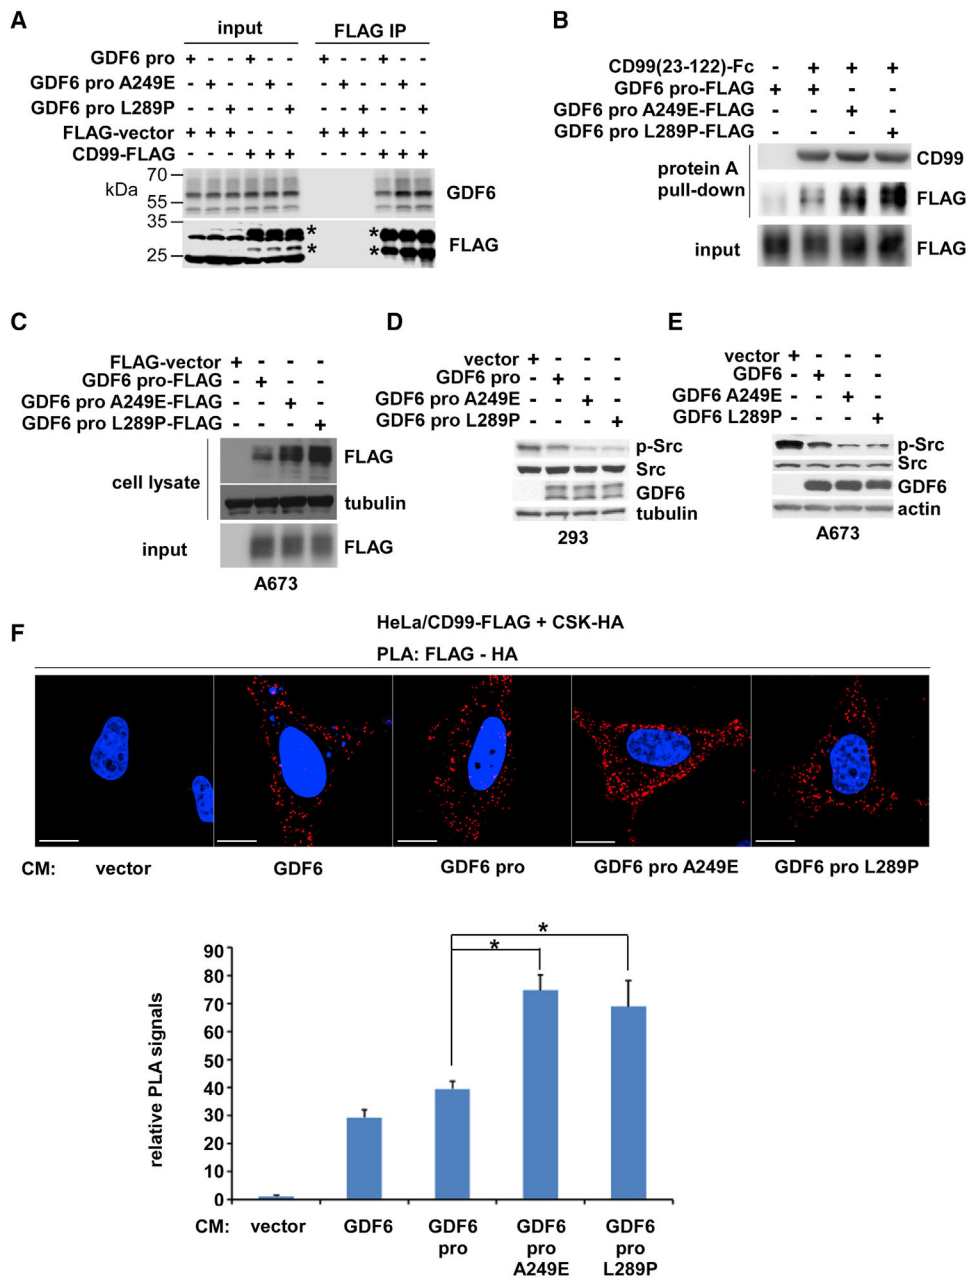 A
input FLAG IP
GDF6 pro + - - + - - + - - + - -
GDF6 pro A249E - + - - + - - + - - + -
GDF6 pro L289P - - + - - + - - + - - +
FLAG-vector + + + - - - + + + - - -
CD99-FLAG - - - + + + - - - + + +
kDa
70
55
GDF6
35
25
* * * *
FLAG
B
CD99(23-122)-Fc - + + +
GDF6 pro-FLAG + + - -
GDF6 pro A249E-FLAG - - + -
GDF6 pro L289P-FLAG - - - +
protein A
pull-down
CD99
FLAG
input FLAG
C
FLAG-vector + - - -
GDF6 pro-FLAG - + - -
GDF6 pro A249E-FLAG - - + -
GDF6 pro L289P-FLAG - - - +
cell lysate
FLAG
tubulin
input FLAG
A673
D
vector + - - -
GDF6 pro - + - -
GDF6 pro A249E - - + -
GDF6 pro L289P - - - +
p-Src
Src
GDF6
tubulin
293
E
vector + - - -
GDF6 - + - -
GDF6 A249E - - + -
GDF6 L289P - - - +
p-Src
Src
GDF6
actin
A673
F
HeLa/CD99-FLAG + CSK-HA
PLA: FLAG - HA
CM: vector GDF6 GDF6 pro GDF6 pro A249E GDF6 pro L289P
relative PLA signals
90
80
70
60
50
40
30
20
10
0
*
*
CM: vector GDF6 GDF6 GDF6 GDF6
pro pro pro
A249E L289P